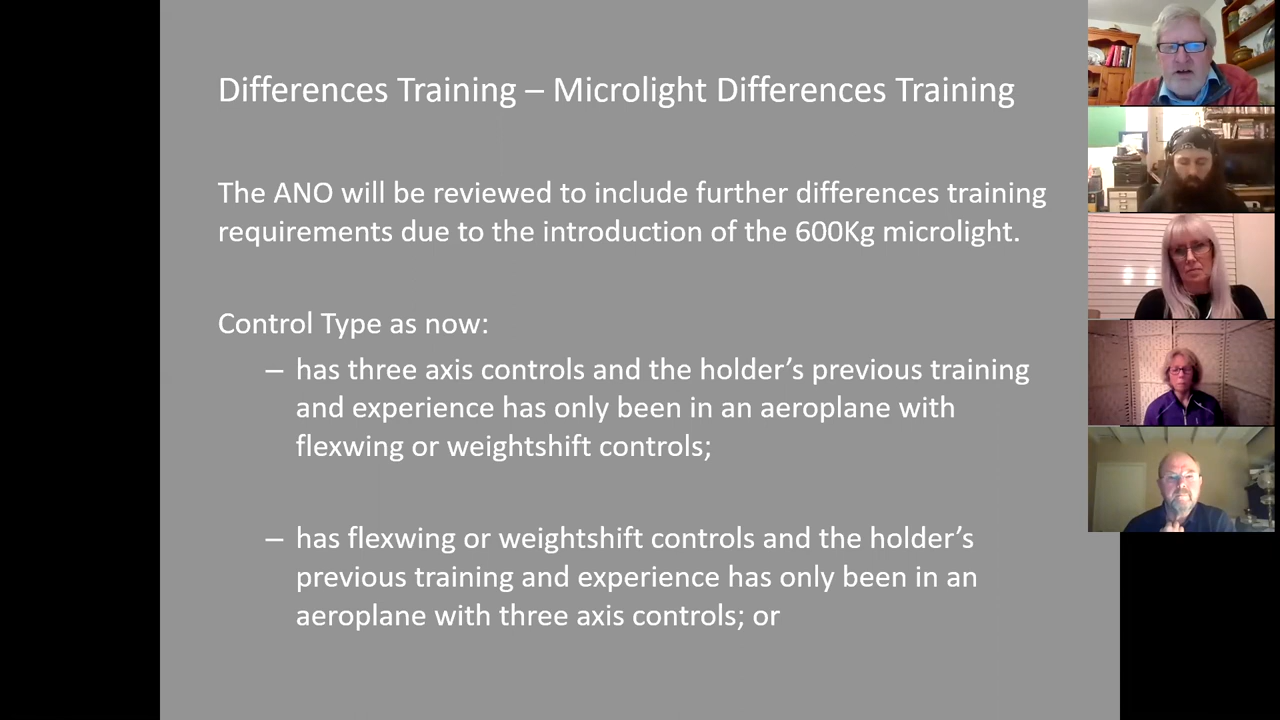 Differences Training – Microlight Differences Training
The ANO will be reviewed to include further differences training
requirements due to the introduction of the 600Kg microlight.
Control Type as now:
– has three axis controls and the holder’s previous training
and experience has only been in an aeroplane with
flexwing or weightshift controls;
– has flexwing or weightshift controls and the holder’s
previous training and experience has only been in an
aeroplane with three axis controls; or